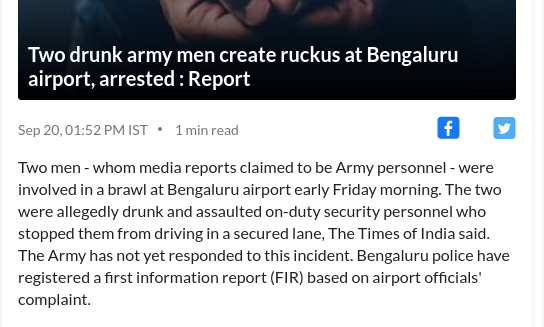 Two drunk army men create ruckus at Bengaluru
airport, arrested : Report
Sep 20, 01:52 PM IST • 1 min read
Two men - whom media reports claimed to be Army personnel - were
involved in a brawl at Bengaluru airport early Friday morning. The two
were allegedly drunk and assaulted on-duty security personnel who
stopped them from driving in a secured lane, The Times of India said.
The Army has not yet responded to this incident. Bengaluru police have
registered a first information report (FIR) based on airport officials'
complaint.